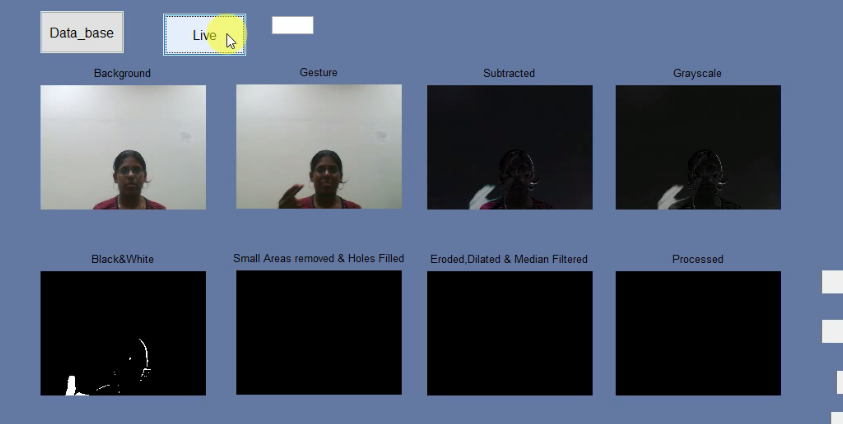 Data_base
Live
Background
Gesture
Subtracted
Grayscale
Black&White
Small Areas removed & Holes Filled
Eroded,Dilated & Median Filtered
Processed